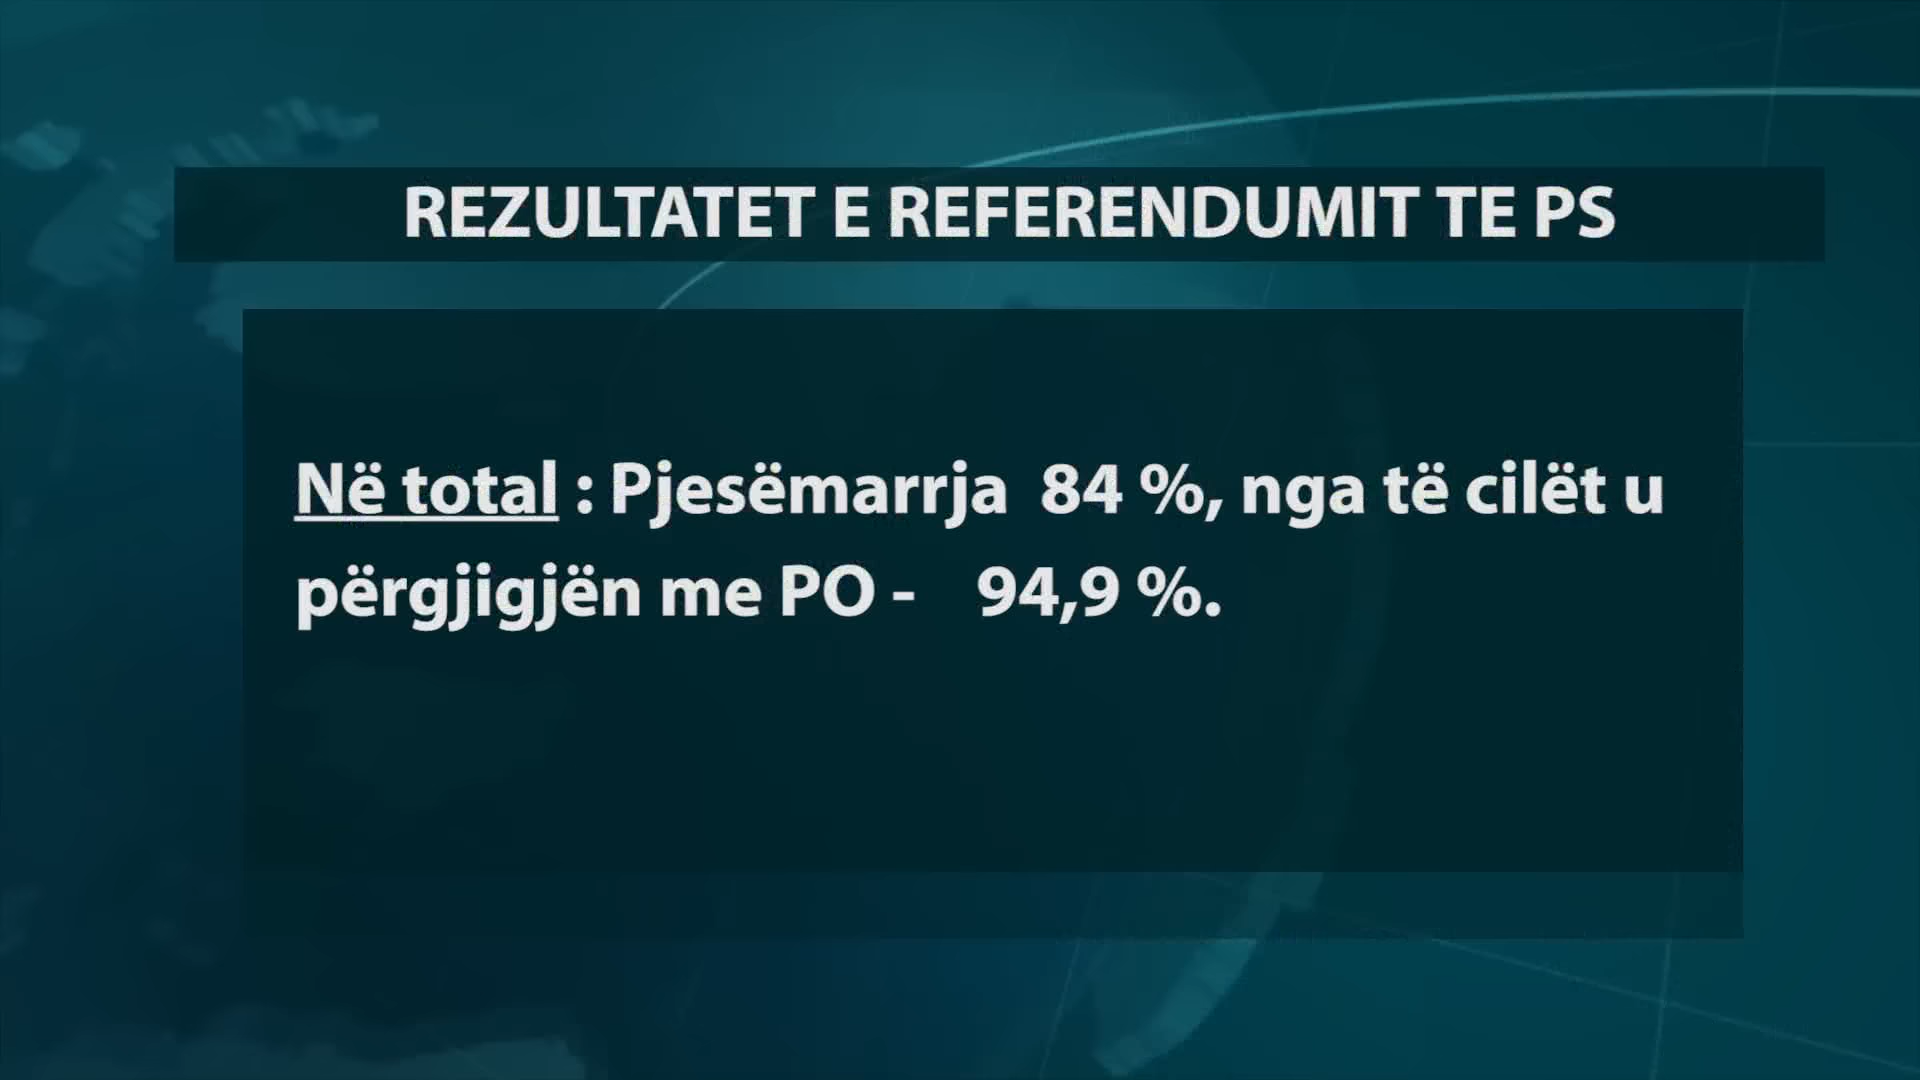 REZULTATET E REFERENDUMIT TE PS
Në total : Pjesëmarrja 84 %, nga të cilët u
përgjigjën me PO - 94,9 %.